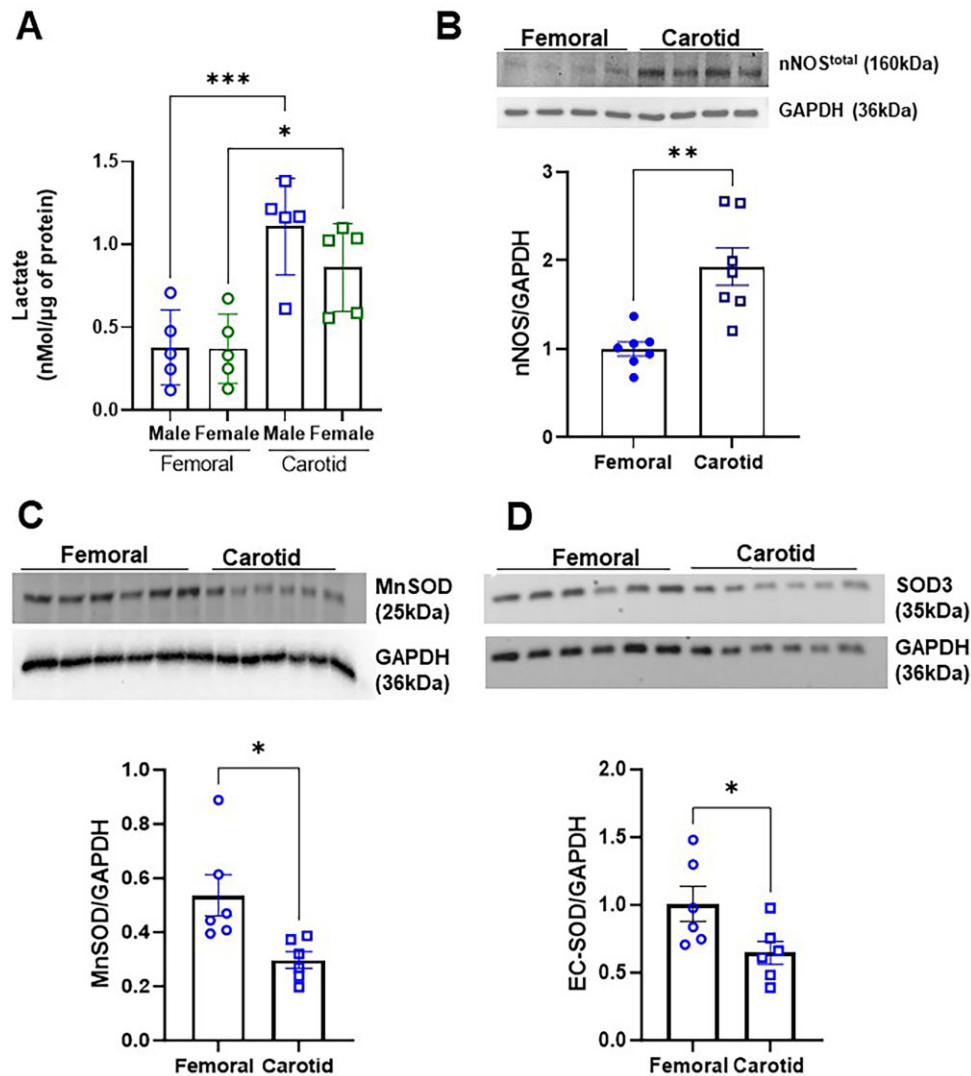 A
***
*
Lactate
(nMol/µg of protein)
1.5
1.0
0.5
0.0
Male Female Male Female
Femoral Carotid
B
Femoral Carotid
nNOStotal (160kDa)
GAPDH (36kDa)
**
nNOS/GAPDH
3
2
1
0
Femoral Carotid
C
Femoral Carotid
MnSOD
(25kDa)
GAPDH
(36kDa)
*
MnSOD/GAPDH
1.0
0.8
0.6
0.4
0.2
0.0
Femoral Carotid
D
Femoral Carotid
SOD3
(35kDa)
GAPDH
(36kDa)
*
EC-SOD/GAPDH
2.0
1.5
1.0
0.5
0.0
Femoral Carotid